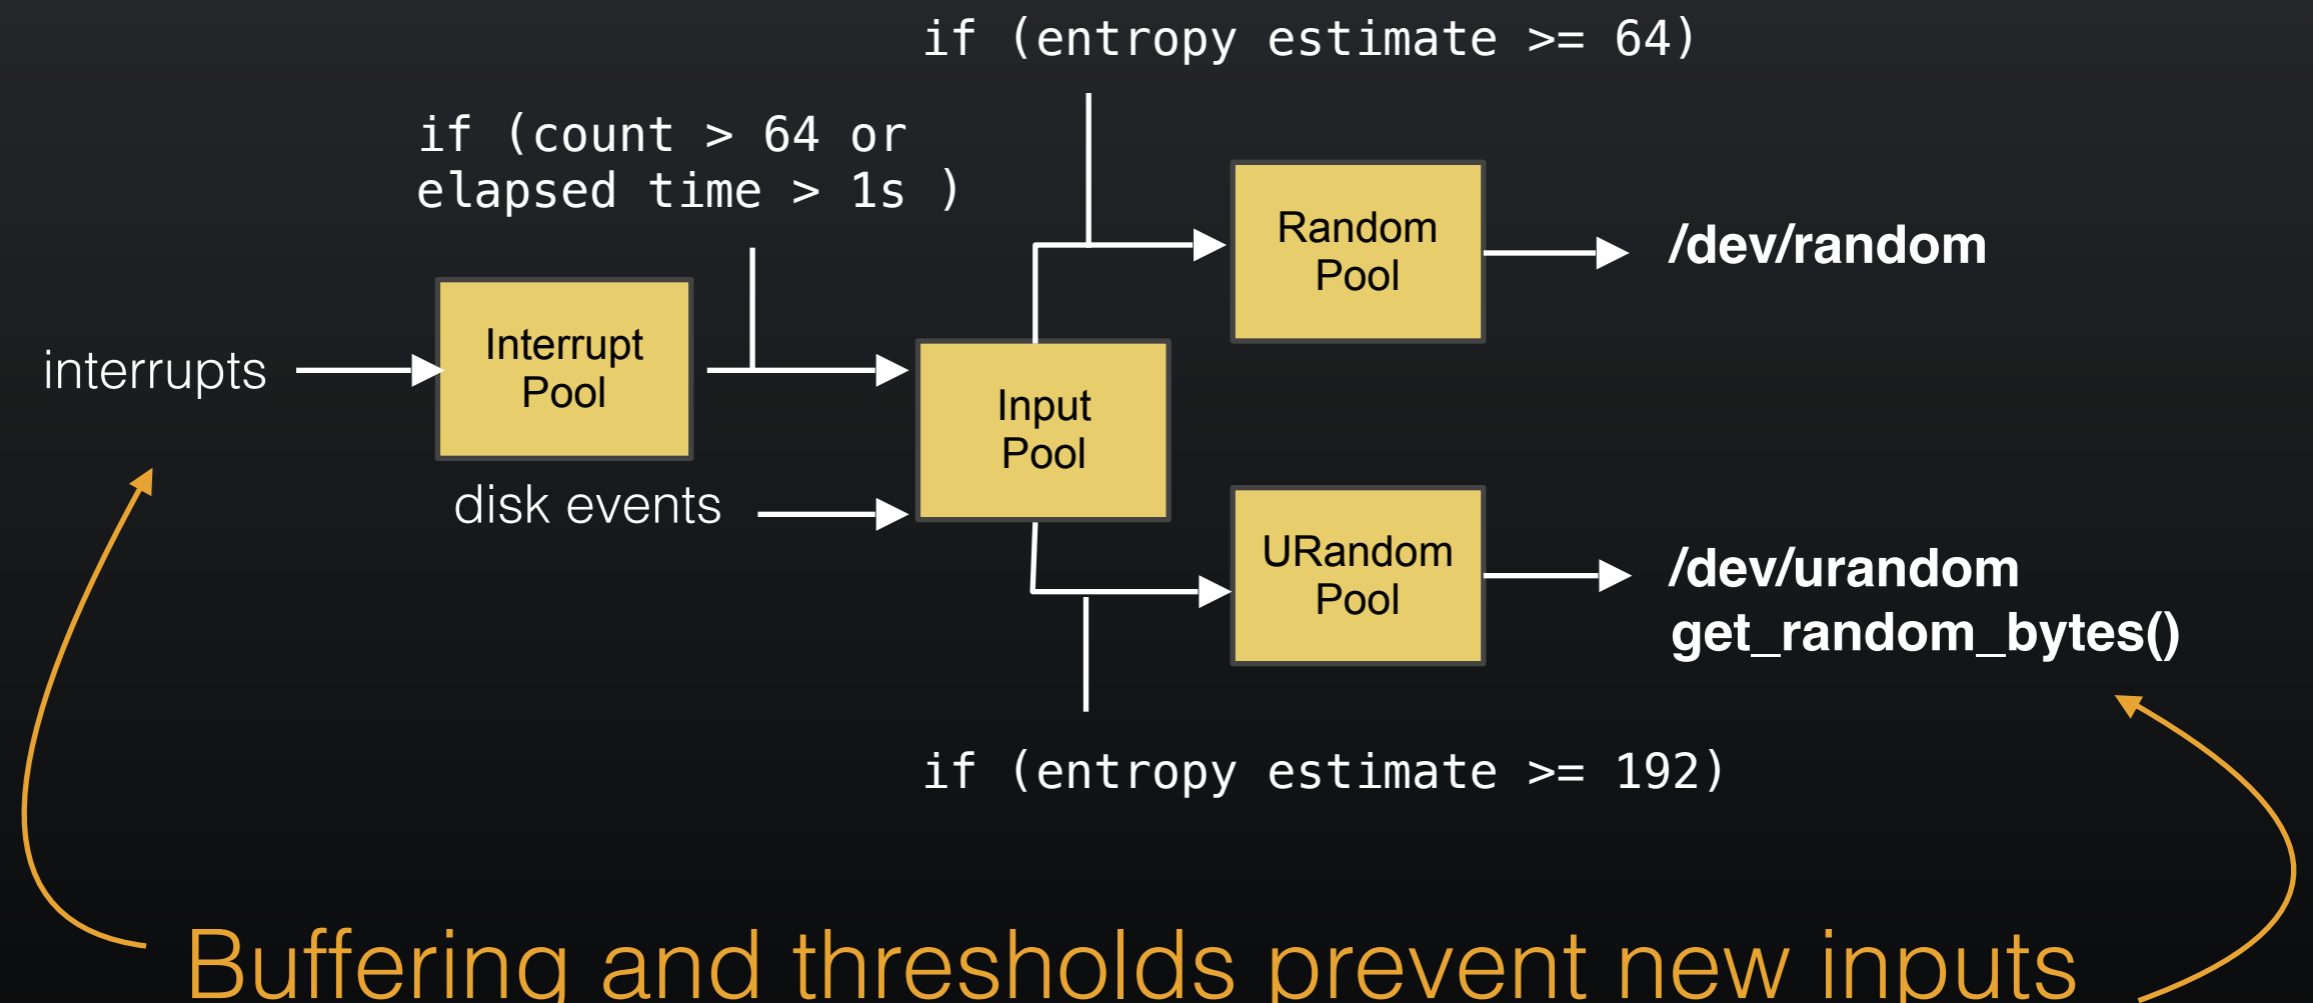 if (entropy estimate >= 64)
if (count > 64 or
elapsed time > 1s )
Random
Pool
/dev/random
interrupts
Interrupt
Pool
Input
Pool
disk events
URandom
Pool
/dev/urandom
get_random_bytes()
if (entropy estimate >= 192)
Buffering and thresholds prevent new inputs